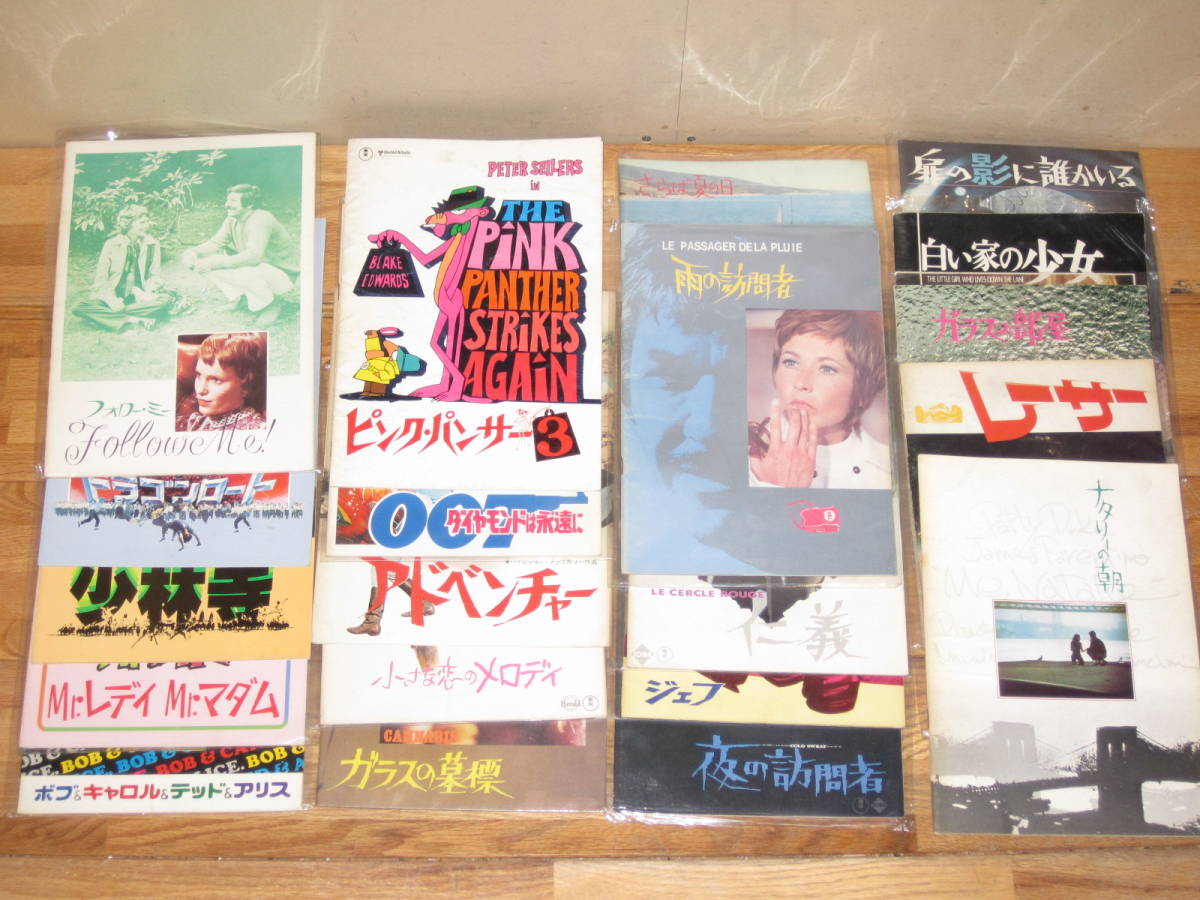 フォロー・ミー
Follow Me!
ドラゴンロード
少林寺
Mr.レディ Mr.マダム
BOB & CA
ICE. BOB &
ボブ&キャロル&テッド&アリス
PETER SELLERS
in
THE
PINK
PANTHER
STRIKES
AGAIN
BLAKE
EDWARDS'
ピンク・パンサー3
007
ダイヤモンドは永遠に
アドベンチャー
小さな恋のメロディ
CANNABIS
ガラスの墓標
さらば夏の日
LE PASSAGER DE LA PLUIE
雨の訪問者
LE CERCLE ROUGE
仁義
ジェフ
COLD SWEAT
夜の訪問者
扉の影に誰かいる
白い家の少女
THE LITTLE GIRL WHO LIVES DOWN THE LANE
ガラスの部屋
レーサー
ナタリーの朝